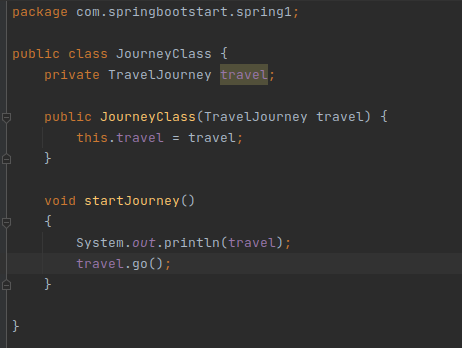 package com.springbootstart.spring1;
public class JourneyClass {
private TravelJourney travel;
public JourneyClass(TravelJourney travel) {
this.travel = travel;
}
void startJourney()
{
System.out.println(travel);
travel.go();
}
}